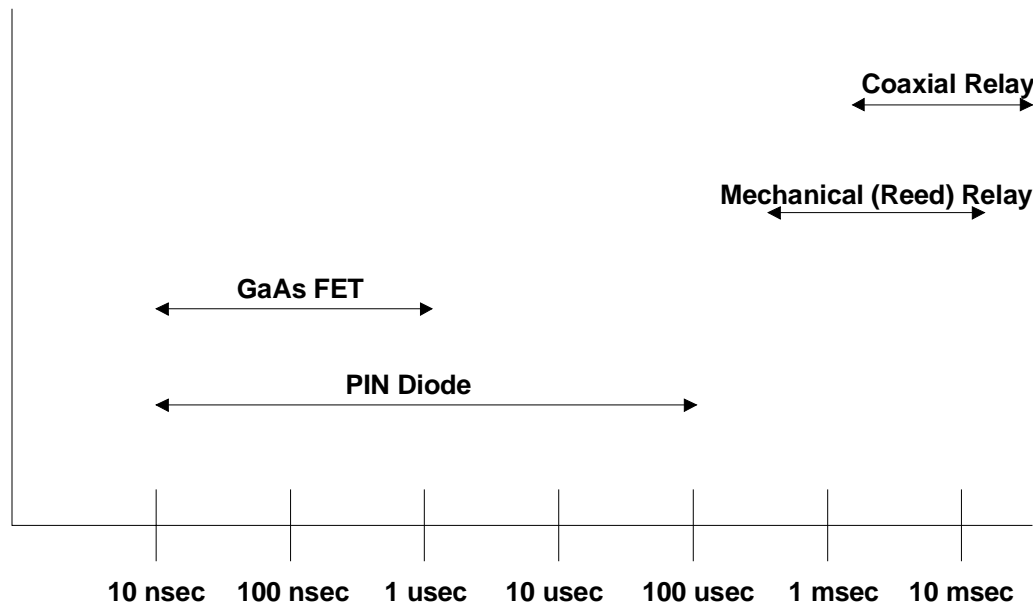 Coaxial Relay
Mechanical (Reed) Relay
GaAs FET
PIN Diode
10 nsec 100 nsec 1 usec 10 usec 100 usec 1 msec 10 msec